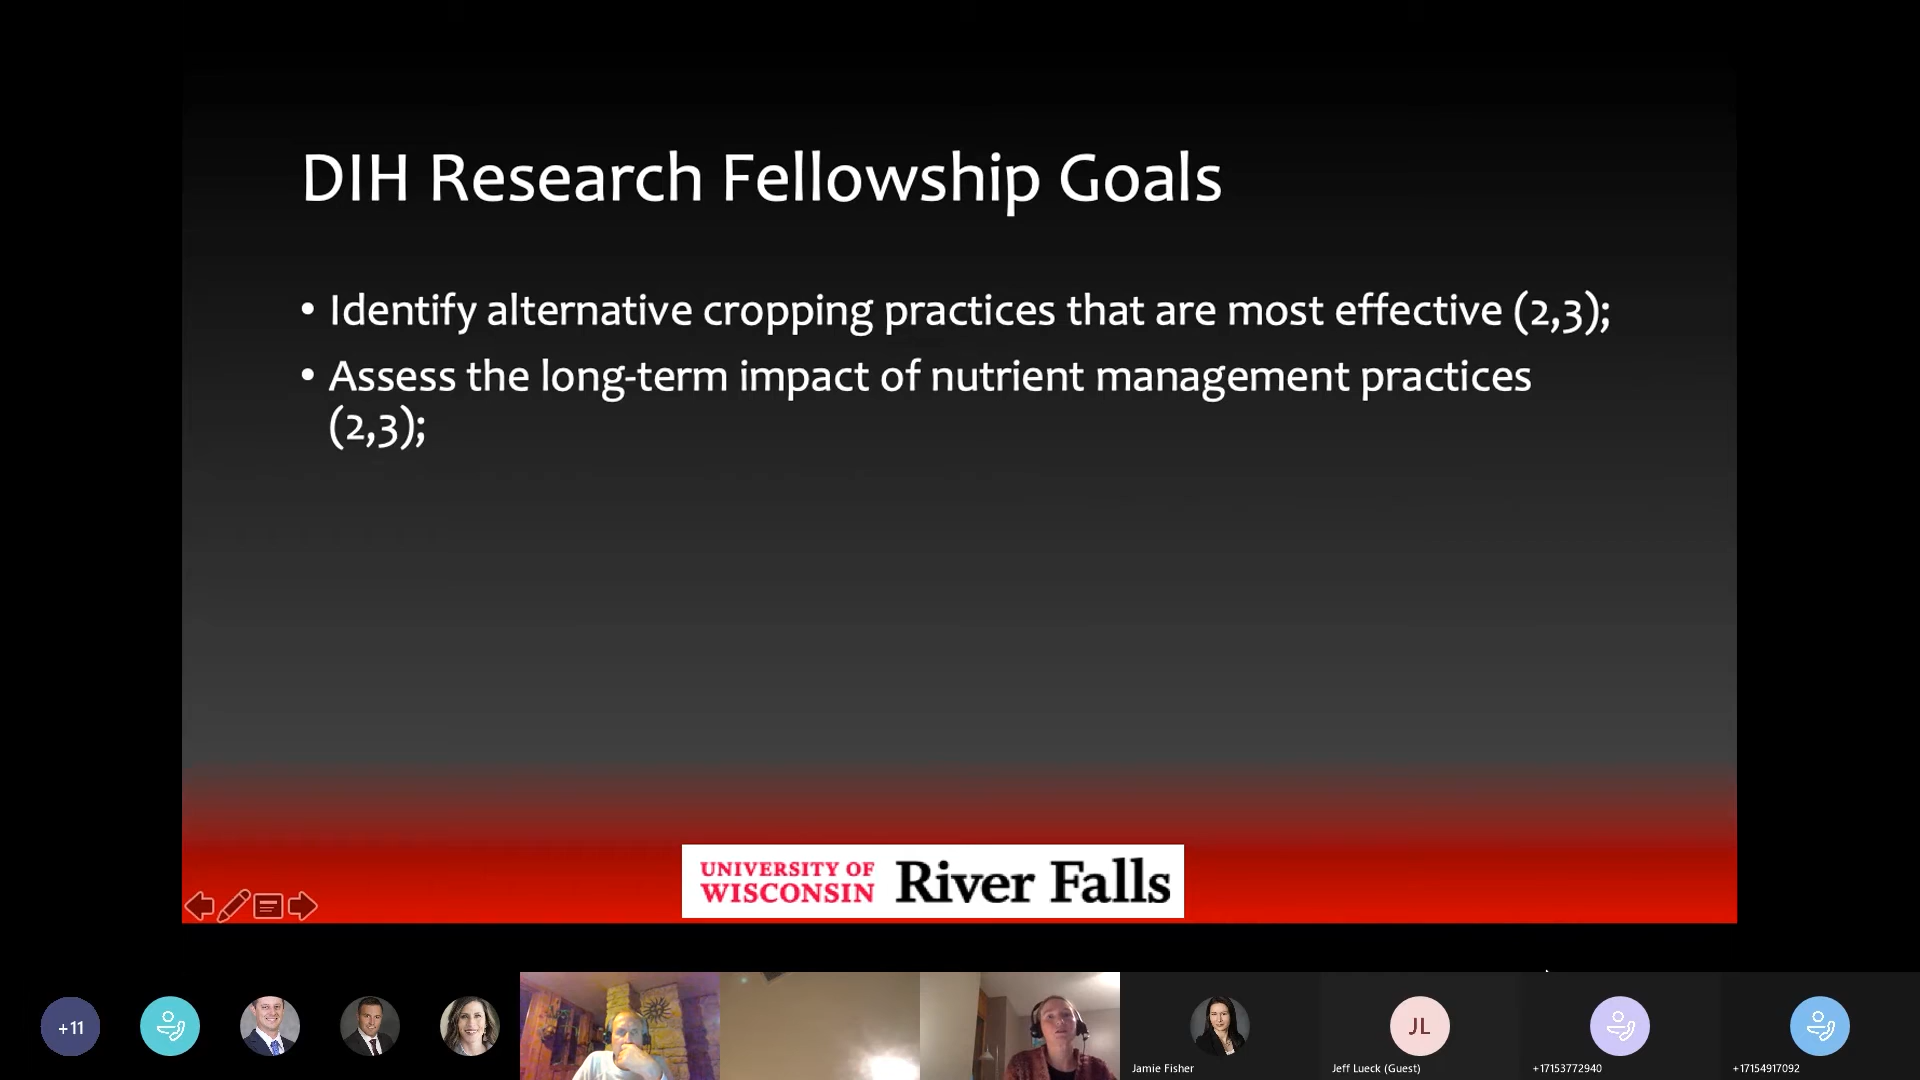 DIH Research Fellowship Goals
• Identify alternative cropping practices that are most effective (2,3);
• Assess the long-term impact of nutrient management practices
(2,3);
UNIVERSITY OF
WISCONSIN
River Falls
+11
JL
Jamie Fisher
Jeff Lueck (Guest)
+17153772940
+17154917092